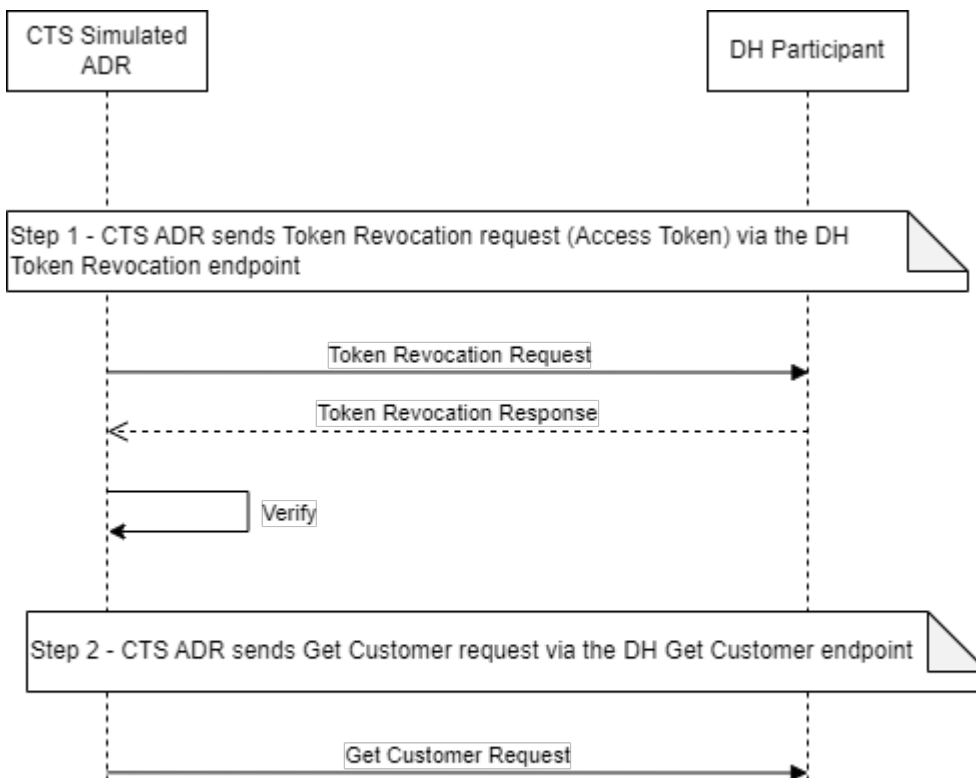 CTS Simulated
ADR
DH Participant
Step 1 - CTS ADR sends Token Revocation request (Access Token) via the DH
Token Revocation endpoint
Token Revocation Request
Token Revocation Response
Verify
Step 2 - CTS ADR sends Get Customer request via the DH Get Customer endpoint
Get Customer Request